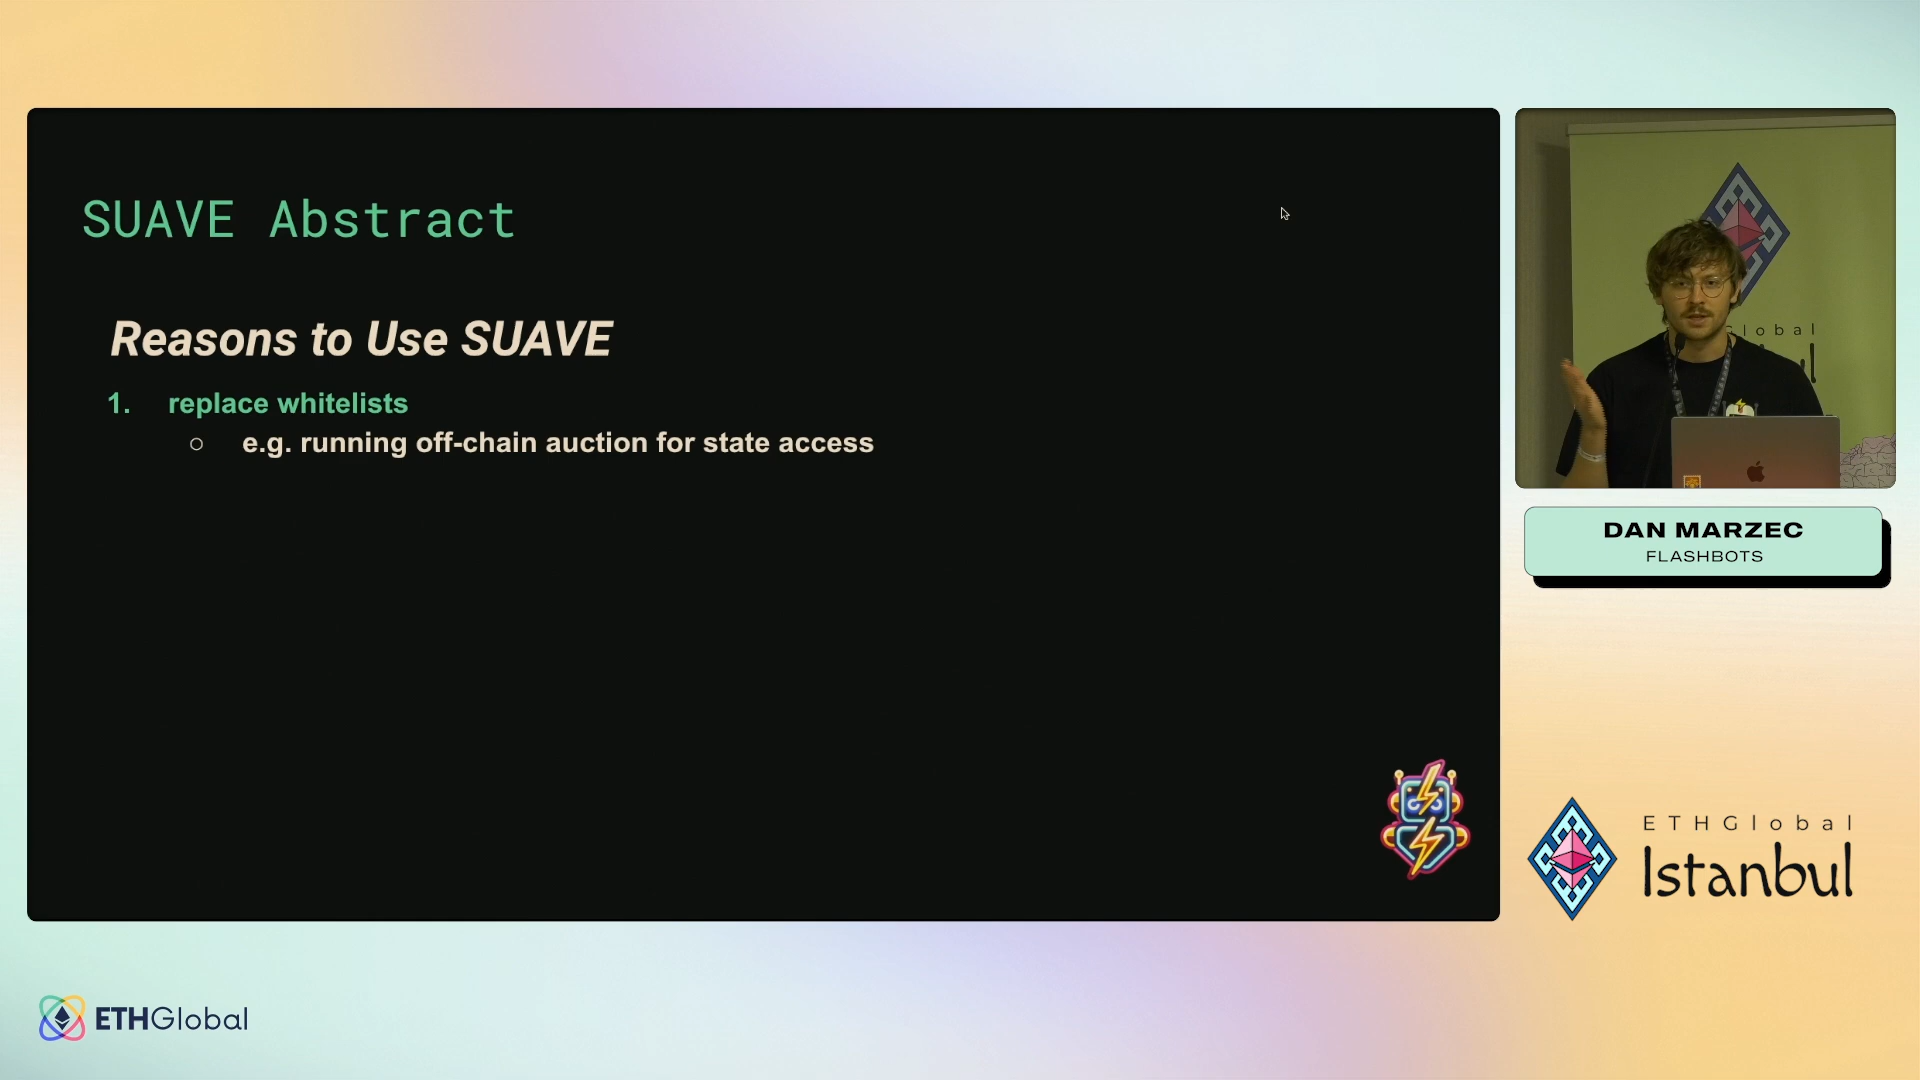 SUAVE Abstract
Reasons to Use SUAVE
1. replace whitelists
○ e.g. running off-chain auction for state access
Global
DAN MARZEC
FLASHBOTS
ETHGlobal
Istanbul
ETHGlobal